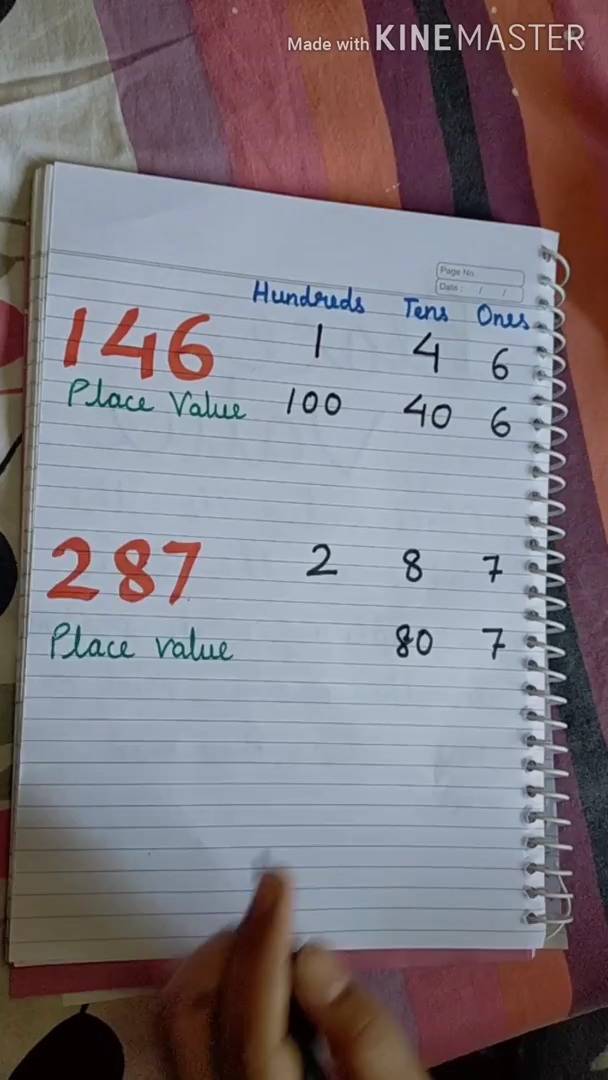 Made with KINEMASTER
Page No.
Date : / /
Hundreds Tens Ones
146 1 4 6
Place Value 100 40 6
287 2 8 7
Place value 80 7